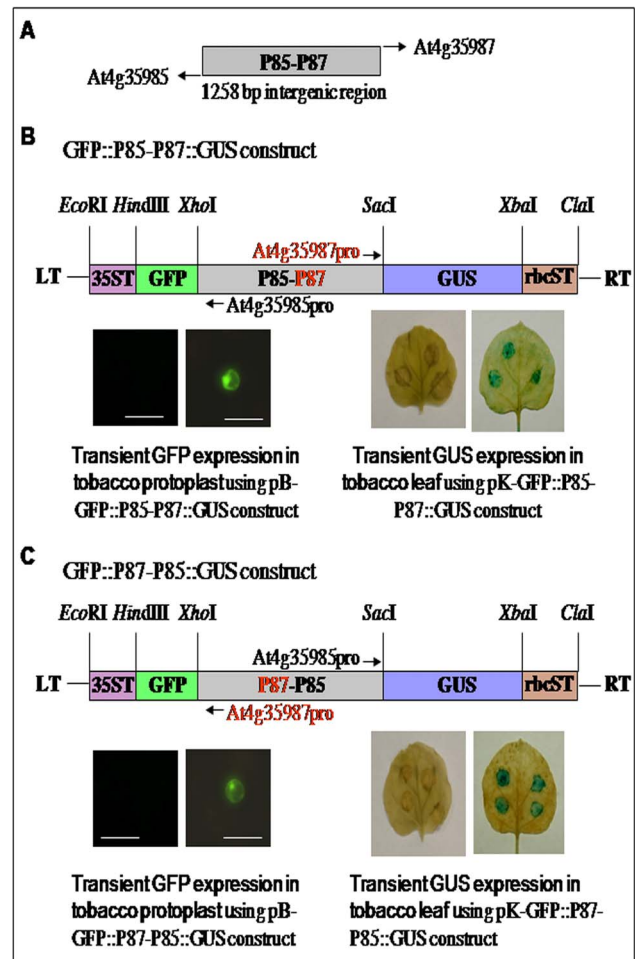 A
P85-P87
At4g35987
At4g35985
1258 bp intergenic region
B
GFP::P85-P87::GUS construct
EcoRI HindIII XhoI SacI XbaI ClaI
At4g35987pro
LT 35ST GFP P85-P87 GUS rbcST RT
At4g35985pro
Transient GFP expression in
tobacco protoplast using pB-
GFP::P85-P87::GUS construct
Transient GUS expression in
tobacco leaf using pK-GFP::P85-
P87::GUS construct
C
GFP::P87-P85::GUS construct
EcoRI HindIII XhoI SacI XbaI ClaI
At4g35985pro
LT 35ST GFP P87-P85 GUS rbcST RT
At4g35987pro
Transient GFP expression in
tobacco protoplast using pB-
GFP::P87-P85::GUS construct
Transient GUS expression in
tobacco leaf using pK-GFP::P87-
P85::GUS construct